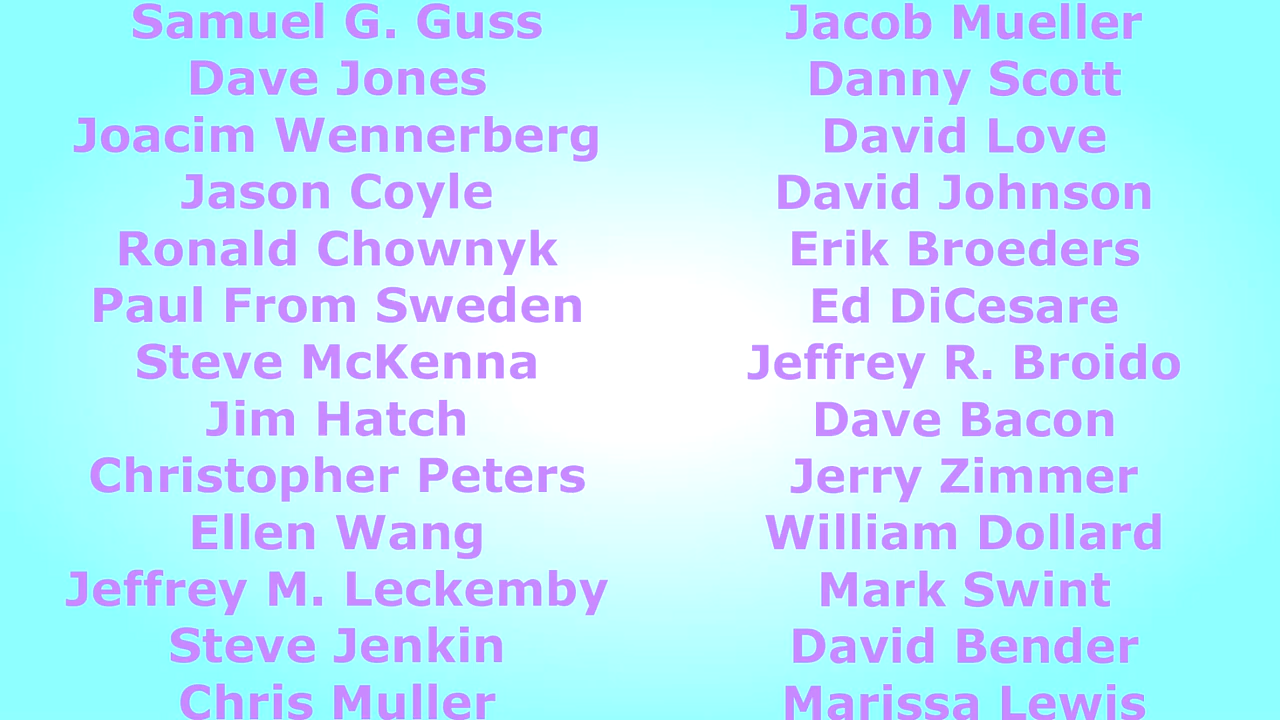 Samuel G. Guss
Dave Jones
Joacim Wennerberg
Jason Coyle
Ronald Chownyk
Paul From Sweden
Steve McKenna
Jim Hatch
Christopher Peters
Ellen Wang
Jeffrey M. Leckemby
Steve Jenkin
Chris Muller
Jacob Mueller
Danny Scott
David Love
David Johnson
Erik Broeders
Ed DiCesare
Jeffrey R. Broido
Dave Bacon
Jerry Zimmer
William Dollard
Mark Swint
David Bender
Marissa Lewis